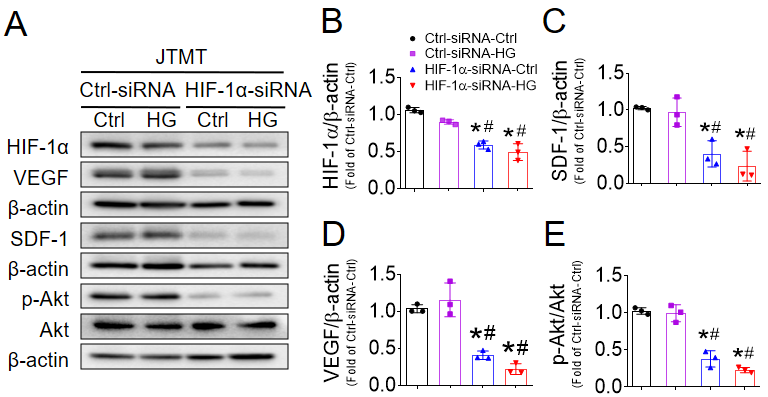 A
JTMT
Ctrl-siRNA HIF-1α-siRNA
Ctrl HG Ctrl HG
HIF-1α
VEGF
β-actin
SDF-1
β-actin
p-Akt
Akt
β-actin
B
Ctrl-siRNA-Ctrl
Ctrl-siRNA-HG
HIF-1α-siRNA-Ctrl
HIF-1α-siRNA-HG
HIF-1α/β-actin
(Fold of Ctrl-siRNA-Ctrl)
1.5
1.0
0.5
0.0
*# *#
C
SDF-1/β-actin
(Fold of Ctrl-siRNA-Ctrl)
1.5
1.0
0.5
0.0
*# *#
D
VEGF/β-actin
(Fold of Ctrl-siRNA-Ctrl)
1.5
1.0
0.5
0.0
*# *#
E
p-Akt/Akt
(Fold of Ctrl-siRNA-Ctrl)
1.5
1.0
0.5
0.0
*# *#